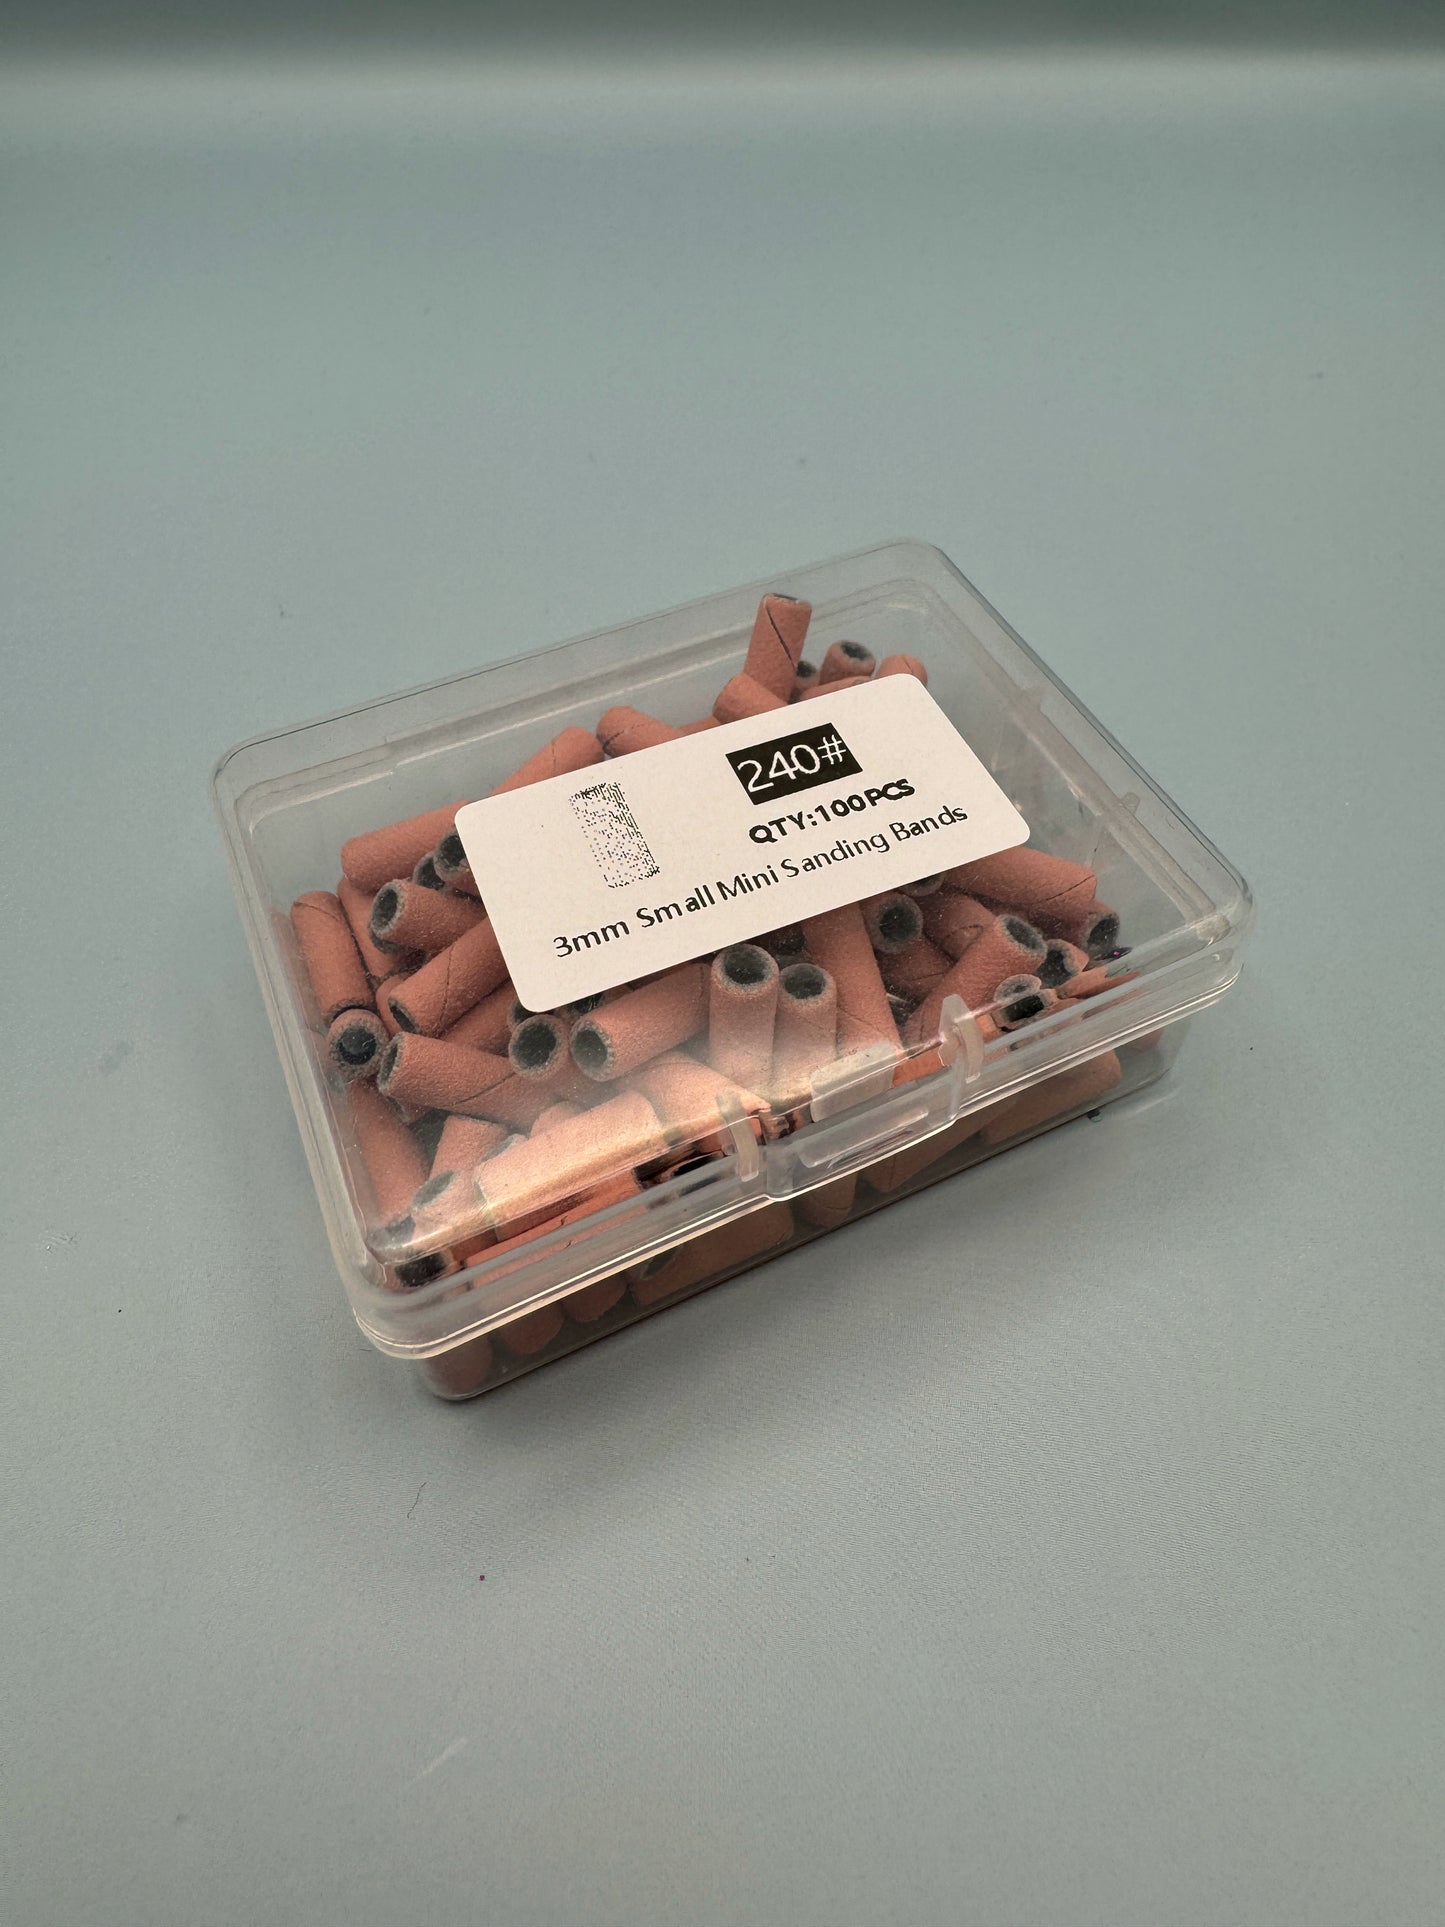 240#
QTY:100PCS
3mm Small Mini Sanding Bands